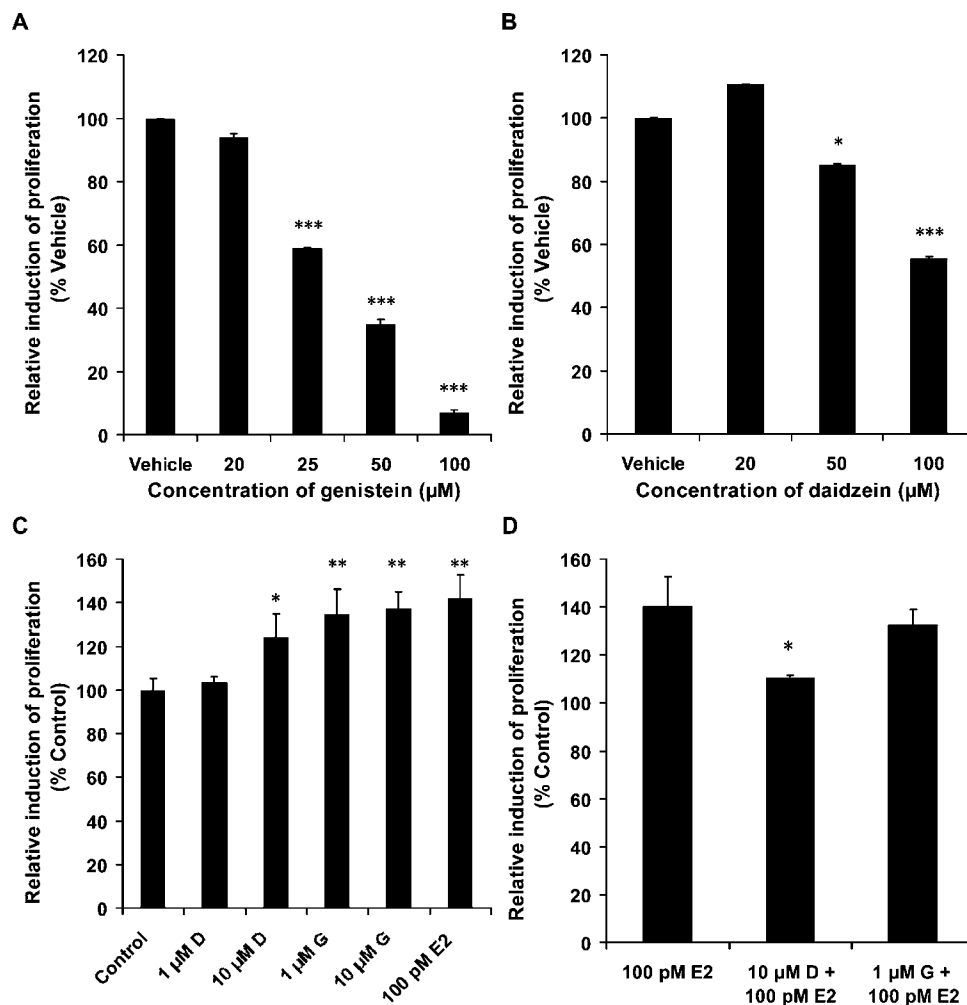 A
Relative induction of proliferation
(% Vehicle)
120
100
80
60
40
20
0
***
***
***
Vehicle 20 25 50 100
Concentration of genistein (µM)
B
Relative induction of proliferation
(% Vehicle)
120
100
80
60
40
20
0
*
***
Vehicle 20 50 100
Concentration of daidzein (µM)
C
Relative induction of proliferation
(% Control)
160
140
120
100
80
60
40
20
0
*
** ** **
Control 1 µM D 10 µM D 1 µM G 10 µM G 100 pM E2
D
Relative induction of proliferation
(% Control)
160
140
120
100
80
60
40
20
0
*
100 pM E2 10 µM D + 1 µM G +
100 pM E2 100 pM E2